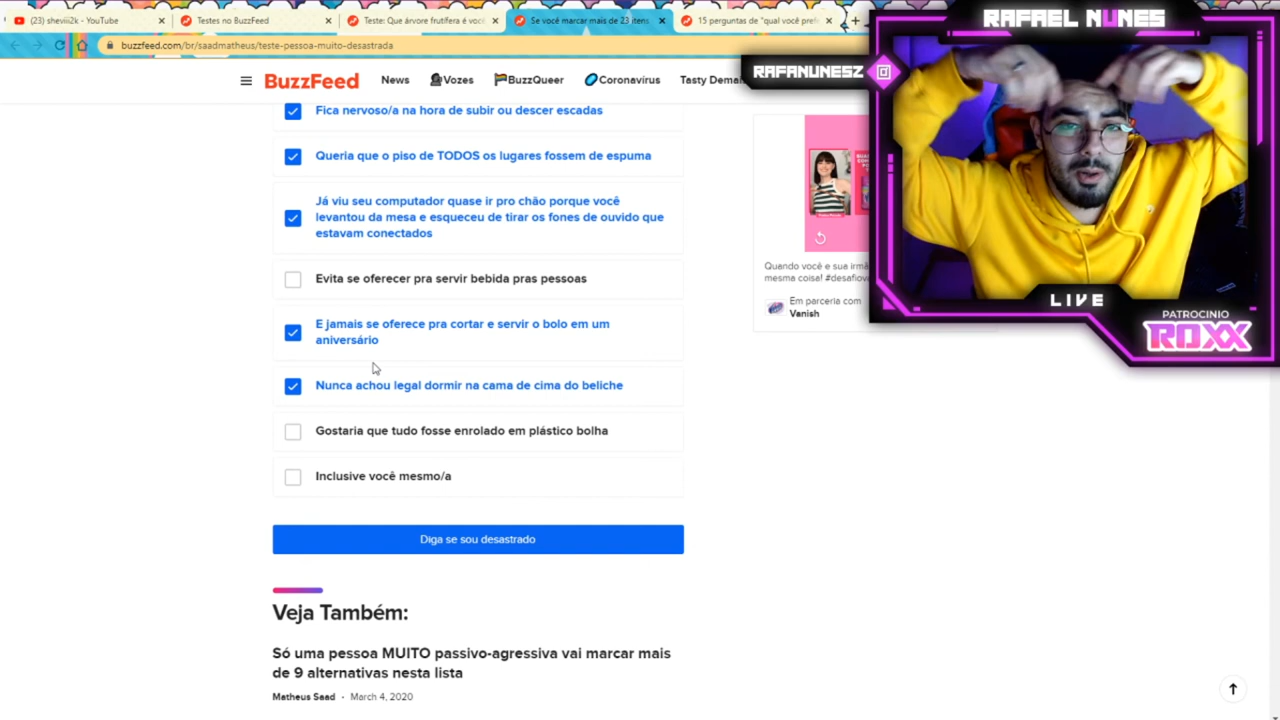 (23) sheviii2k - YouTube
Testes no BuzzFeed
Teste: Que árvore frutífera é você
Se você marcar mais de 23 itens
15 perguntas de "qual você pref
buzzfeed.com/br/saadmatheus/teste-pessoa-muito-desastrada
RAFAEL NUNES
RAFANUNESZ
BuzzFeed
News
Vozes
BuzzQueer
Coronavírus
Tasty Dema
Fica nervoso/a na hora de subir ou descer escadas
Queria que o piso de TODOS os lugares fossem de espuma
Já viu seu computador quase ir pro chão porque você
levantou da mesa e esqueceu de tirar os fones de ouvido que
estavam conectados
Evita se oferecer pra servir bebida pras pessoas
E jamais se oferece pra cortar e servir o bolo em um
aniversário
Nunca achou legal dormir na cama de cima do beliche
Gostaria que tudo fosse enrolado em plástico bolha
Inclusive você mesmo/a
Diga se sou desastrado
Quando você e sua irmã
mesma coisa! #desafiov
Em parceria com
Vanish
LIVE
PATROCINIO
ROXX
Veja Também:
Só uma pessoa MUITO passivo-agressiva vai marcar mais
de 9 alternativas nesta lista
Matheus Saad · March 4, 2020